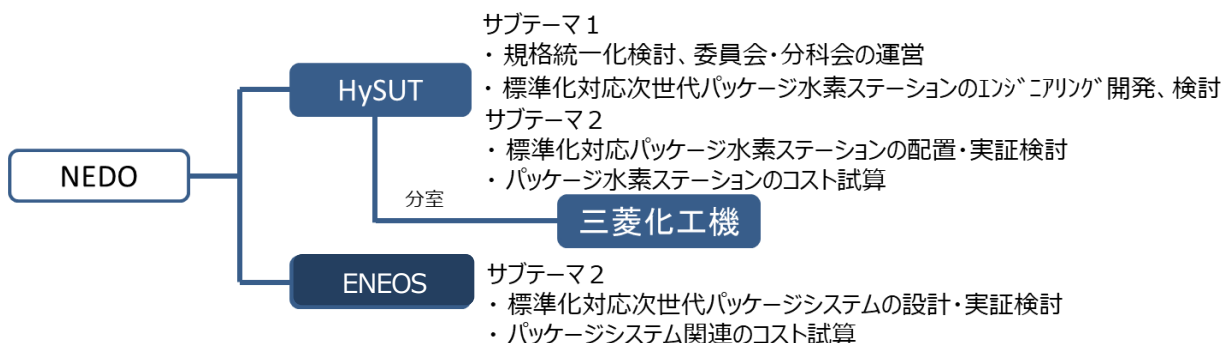 サブテーマ1
・ 規格統一化検討、委員会・分科会の運営
HySUT
・ 標準化対応次世代パッケージ水素ステーションのｴﾝｼﾞﾆｱﾘﾝｸﾞ開発、検討
サブテーマ2
・ 標準化対応パッケージ水素ステーションの配置・実証検討
NEDO
・ パッケージ水素ステーションのコスト試算
分室
三菱化工機
ENEOS
サブテーマ2
・ 標準化対応次世代パッケージシステムの設計・実証検討
・ パッケージシステム関連のコスト試算